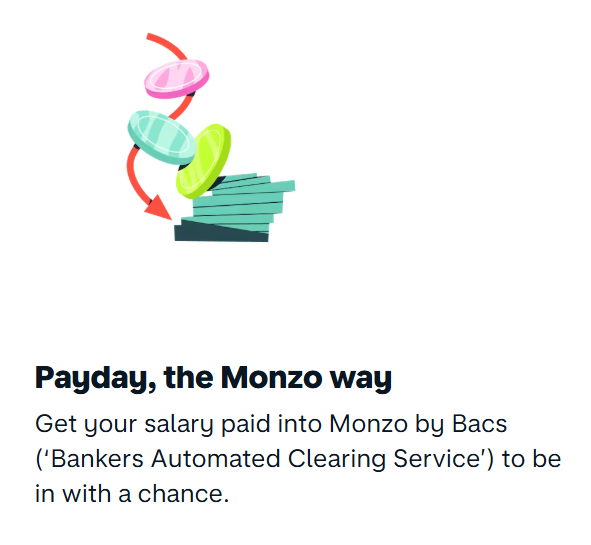 Payday, the Monzo way
Get your salary paid into Monzo by Bacs
(‘Bankers Automated Clearing Service’) to be
in with a chance.